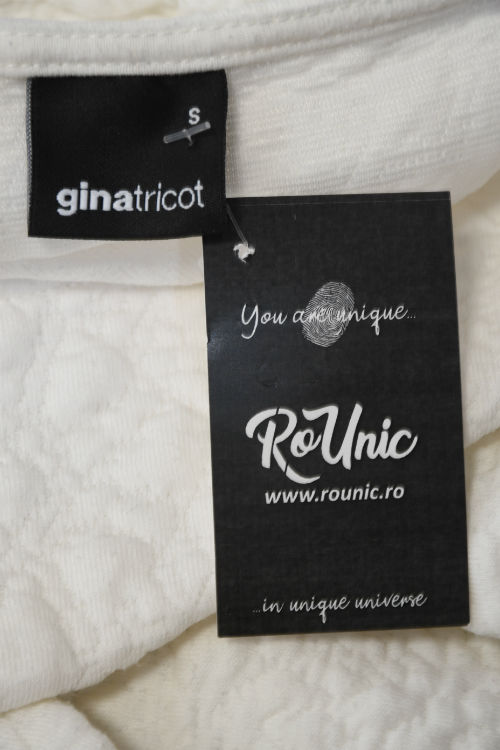 S
ginatricot
You are unique...
RoUnic
www.rounic.ro
...in unique universe